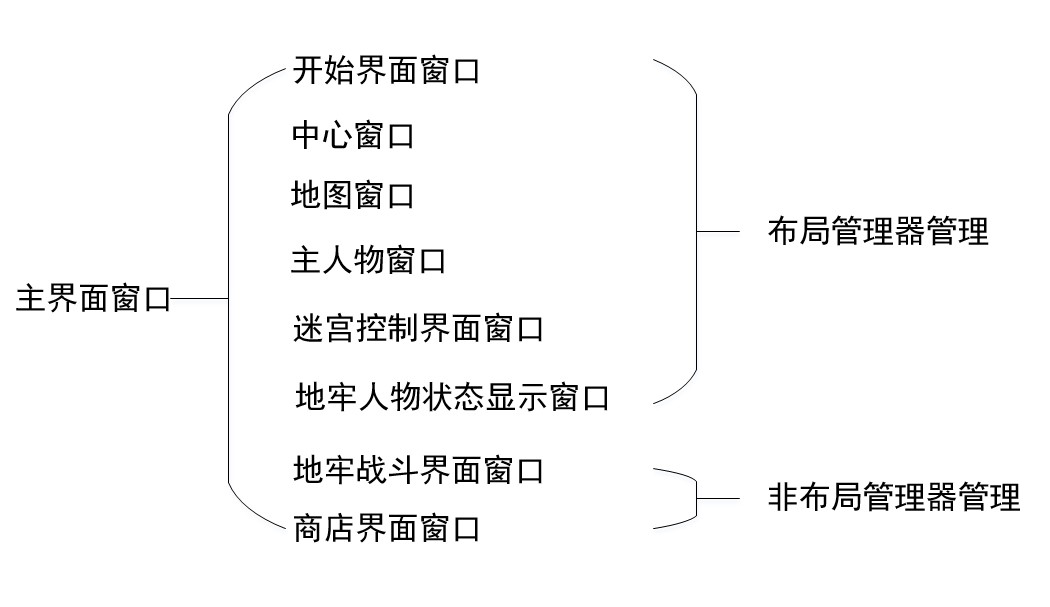 主界面窗口
开始界面窗口
中心窗口
地图窗口
主人物窗口
迷宫控制界面窗口
地牢人物状态显示窗口
地牢战斗界面窗口
商店界面窗口
布局管理器管理
非布局管理器管理